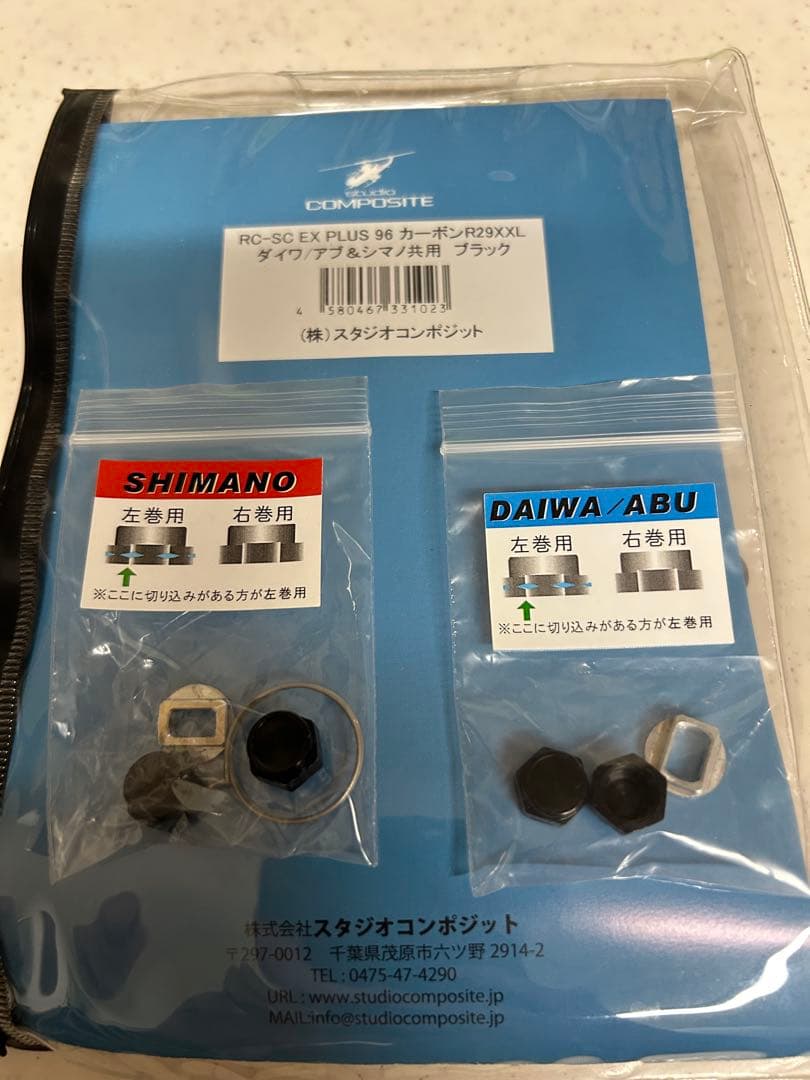 studio
COMPOSITE
RC-SC EX PLUS 96 カーボンR29XXL
ダイワ/アブ&シマノ共用 ブラック
4 580467 331023
(株)スタジオコンポジット
SHIMANO
左巻用 右巻用
※ここに切り込みがある方が左巻用
DAIWA/ABU
左巻用 右巻用
※ここに切り込みがある方が左巻用
株式会社スタジオコンポジット
〒297-0012 千葉県茂原市六ツ野 2914-2
TEL : 0475-47-4290
URL : www.studiocomposite.jp
MAIL:info@studiocomposite.jp